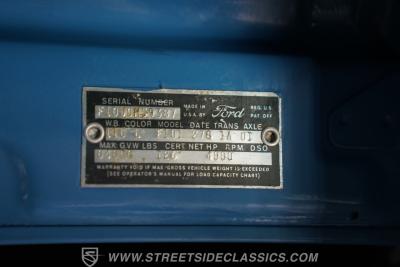 SERIAL NUMBER
MADE IN
U.S.A. BY
Ford
REG. U.S.
PAT. OFF.
W.B. COLOR MODEL DATE TRANS AXLE
MAX. G.V.W LBS CERT. NET HP RPM D.S.O.
WARRANTY VOID IF MAX. GROSS VEHICLE WEIGHT IS EXCEEDED
(SEE OPERATOR'S MANUAL FOR LOAD CAPACITY CHART)
WWW.STREETSIDECLASSICS.COM